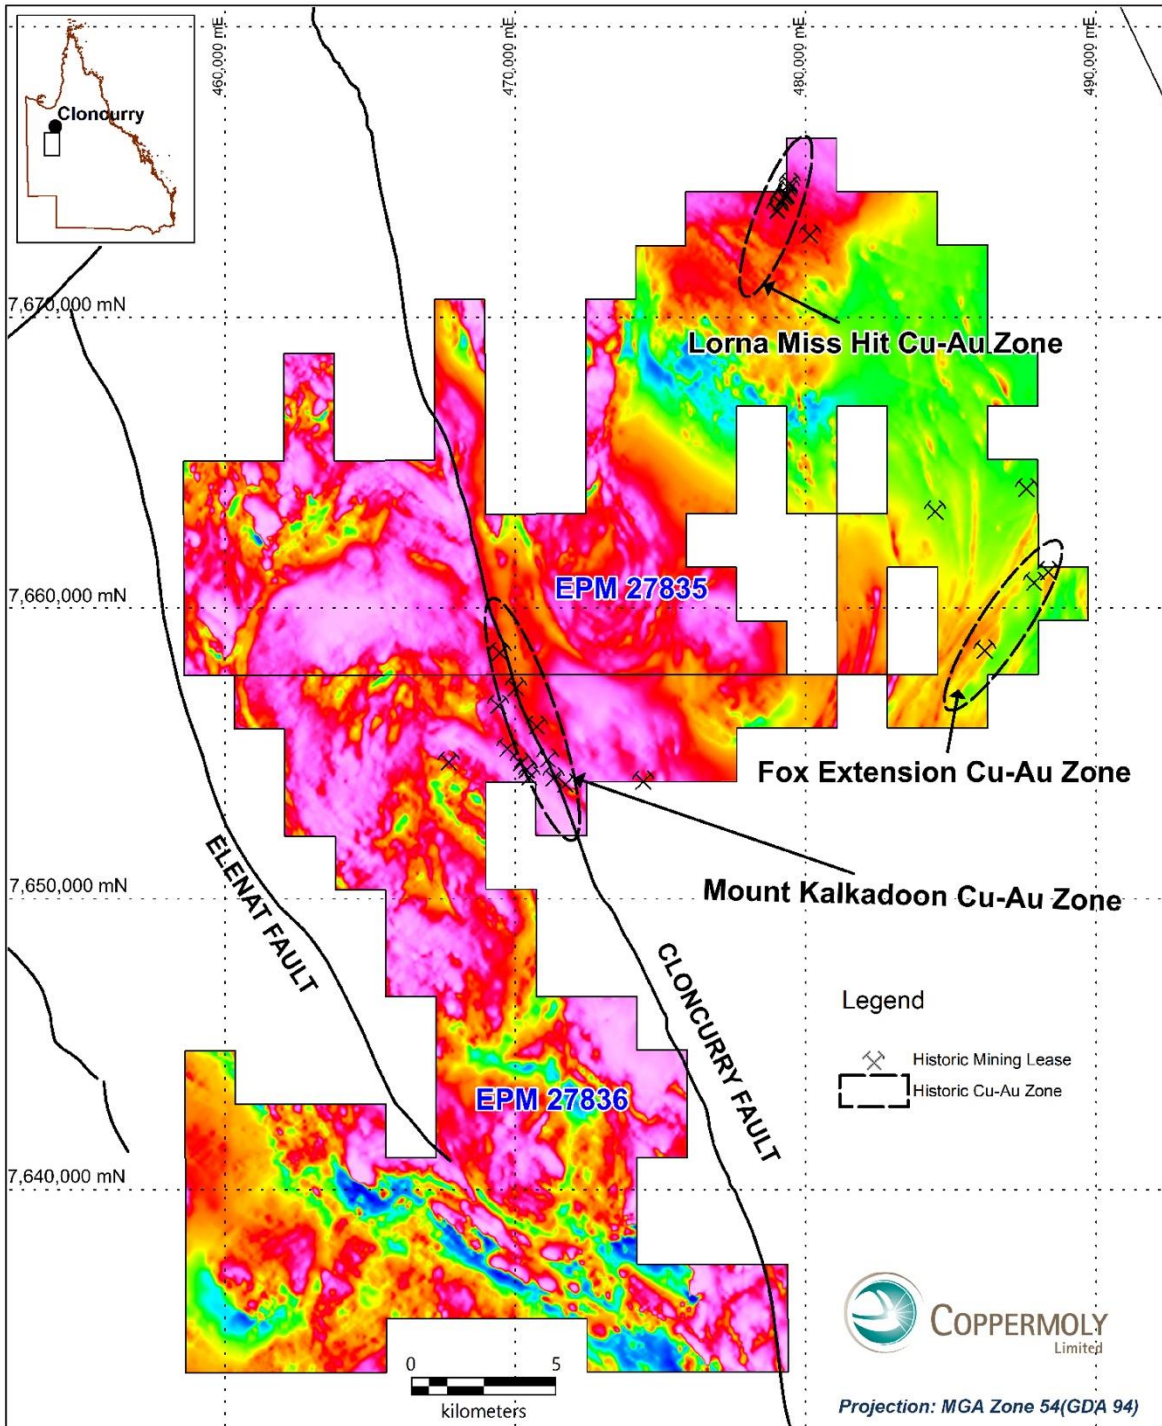 460,000 mE
470,000 mE
480,000 mE
490,000 mE
Cloncurry
7,670,000 mN
Lorna Miss Hit Cu-Au Zone
EPM 27835
7,660,000 mN
Fox Extension Cu-Au Zone
Mount Kalkadoon Cu-Au Zone
7,650,000 mN
ELENAT FAULT
CLONCURRY FAULT
Legend
Historic Mining Lease
Historic Cu-Au Zone
EPM 27836
7,640,000 mN
COPPERMOLY
Limited
0 5
kilometers
Projection: MGA Zone 54(GDA 94)